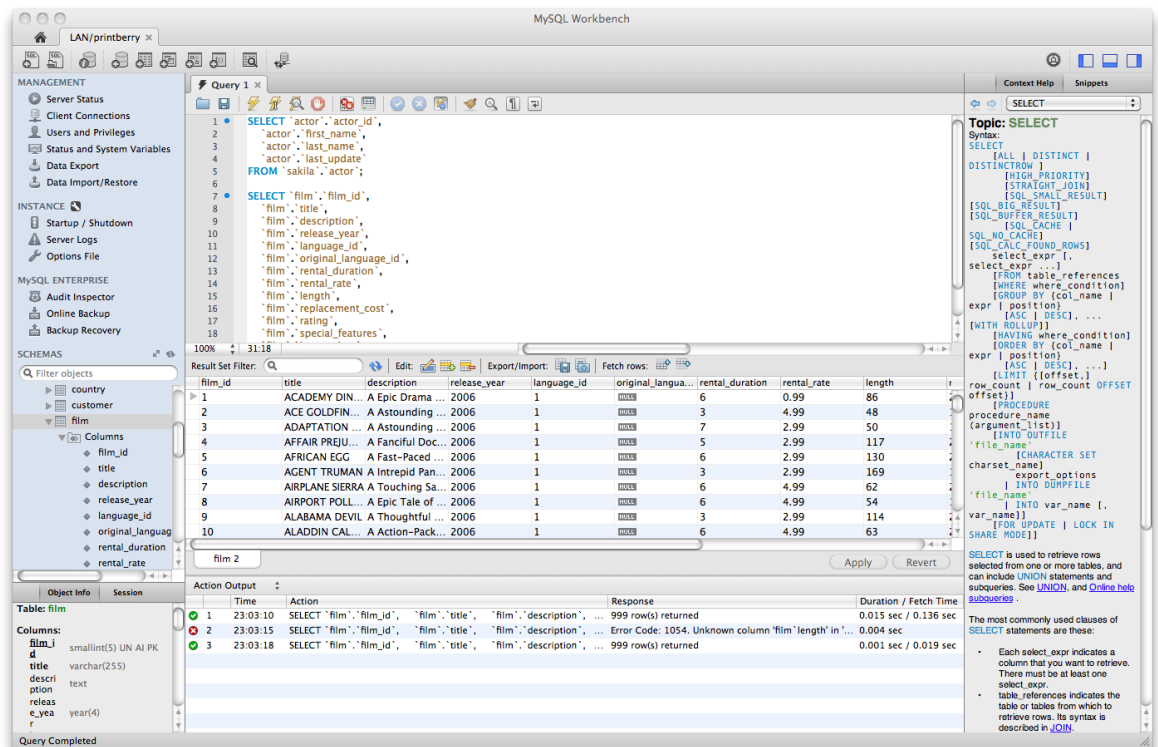 MySQL Workbench
LAN/printberry ×
MANAGEMENT
Server Status
Client Connections
Users and Privileges
Status and System Variables
Data Export
Data Import/Restore
INSTANCE
Startup / Shutdown
Server Logs
Options File
MySQL ENTERPRISE
Audit Inspector
Online Backup
Backup Recovery
SCHEMAS
Filter objects
country
customer
film
Columns
film_id
title
description
release_year
language_id
original_languag
rental_duration
rental_rate
Object Info Session
Table: film
Columns:
film_i
d smallint(5) UN AI PK
title varchar(255)
descri
ption text
releas
e_yea year(4)
r
Query Completed
Query 1 ×
1 SELECT `actor`.`actor_id`,
2 `actor`.`first_name`,
3 `actor`.`last_name`,
4 `actor`.`last_update`
5 FROM `sakila`.`actor`;
6
7 SELECT `film`.`film_id`,
8 `film`.`title`,
9 `film`.`description`,
10 `film`.`release_year`,
11 `film`.`language_id`,
12 `film`.`original_language_id`,
13 `film`.`rental_duration`,
14 `film`.`rental_rate`,
15 `film`.`length`,
16 `film`.`replacement_cost`,
17 `film`.`rating`,
18 `film`.`special_features`,
100% 31:18
Result Set Filter: Edit: Export/Import: Fetch rows:
film_id title description release_year language_id original_langua... rental_duration rental_rate length
1 ACADEMY DIN... A Epic Drama ... 2006 1 NULL 6 0.99 86
2 ACE GOLDFIN... A Astounding ... 2006 1 NULL 3 4.99 48
3 ADAPTATION ... A Astounding ... 2006 1 NULL 7 2.99 50
4 AFFAIR PREJU... A Fanciful Doc... 2006 1 NULL 5 2.99 117
5 AFRICAN EGG A Fast-Paced ... 2006 1 NULL 6 2.99 130
6 AGENT TRUMAN A Intrepid Pan... 2006 1 NULL 3 2.99 169
7 AIRPLANE SIERRA A Touching Sa... 2006 1 NULL 6 4.99 62
8 AIRPORT POLL... A Epic Tale of ... 2006 1 NULL 6 4.99 54
9 ALABAMA DEVIL A Thoughtful ... 2006 1 NULL 3 2.99 114
10 ALADDIN CAL... A Action-Pack... 2006 1 NULL 6 4.99 63
film 2
Apply Revert
Action Output
Time Action Response Duration / Fetch Time
1 23:03:10 SELECT `film`.`film_id`, `film`.`title`, `film`.`description`, ... 999 row(s) returned 0.015 sec / 0.136 sec
2 23:03:15 SELECT `film`.`film_id`, `film`.`title`, `film`.`description`, ... Error Code: 1054. Unknown column 'film`length' in '... 0.004 sec
3 23:03:18 SELECT `film`.`film_id`, `film`.`title`, `film`.`description`, ... 999 row(s) returned 0.001 sec / 0.019 sec
Context Help Snippets
SELECT
Topic: SELECT
Syntax:
SELECT
[ALL | DISTINCT |
DISTINCTROW ]
[HIGH_PRIORITY]
[STRAIGHT_JOIN]
[SQL_SMALL_RESULT]
[SQL_BIG_RESULT]
[SQL_BUFFER_RESULT]
[SQL_CACHE |
SQL_NO_CACHE]
[SQL_CALC_FOUND_ROWS]
select_expr [,
select_expr ...]
[FROM table_references
[WHERE where_condition]
[GROUP BY {col_name |
expr | position}
[ASC | DESC], ...
[WITH ROLLUP]]
[HAVING where_condition]
[ORDER BY {col_name |
expr | position}
[ASC | DESC], ...]
[LIMIT {[offset,]
row_count | row_count OFFSET
offset}]
[PROCEDURE
procedure_name
(argument_list)]
[INTO OUTFILE
'file_name'
[CHARACTER SET
charset_name]
export_options
| INTO DUMPFILE
'file_name'
| INTO var_name [,
var_name]]
[FOR UPDATE | LOCK IN
SHARE MODE]]
SELECT is used to retrieve rows
selected from one or more tables, and
can include UNION statements and
subqueries. See UNION, and Online help
subqueries .
The most commonly used clauses of
SELECT statements are these:
• Each select_expr indicates a
column that you want to retrieve.
There must be at least one
select_expr.
• table_references indicates the
table or tables from which to
retrieve rows. Its syntax is
described in JOIN.